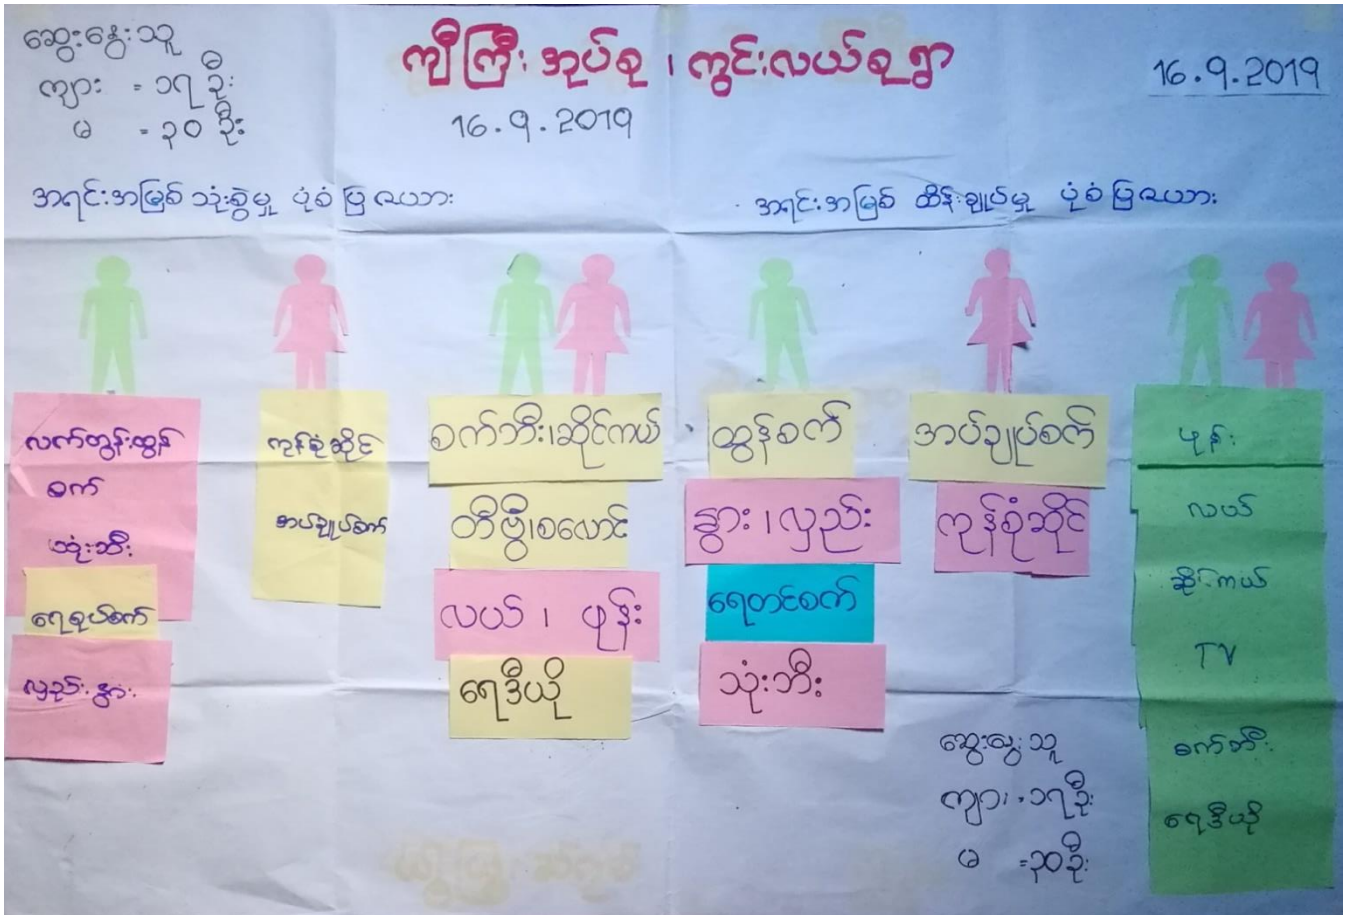 ဆွေးနွေးသူ
ကျား = ၁၇ ဦး
မ = ၃၀ ဦး
ကျီကြီးအုပ်စု၊ ကွင်းလယ်စုရွာ
16.9.2019
16.9.2019
အရင်းအမြစ်သုံးစွဲမှု ပုံစံပြဇယား
အရင်းအမြစ် ထိန်းချုပ်မှု ပုံစံပြဇယား
လက်တွန်းထွန်
စက်
သုံးဘီး
ရေစုပ်စက်
လှည်း၊ နွား
ကုန်စုံဆိုင်
အပ်ချုပ်စက်
စက်ဘီး၊ဆိုင်ကယ်
တီဗွီ၊စလောင်း
လယ် ၊ ဖုန်း
ရေဒီယို
ထွန်စက်
နွား ၊ လှည်း
ရေတင်စက်
သုံးဘီး
အပ်ချုပ်စက်
ကုန်စုံဆိုင်
ဖုန်း
လယ်
ဆိုင်ကယ်
TV
စက်ဘီး
ရေဒီယို
ဆွေးနွေးသူ
ကျား = ၁၇ဦး
မ = ၃၀ဦး